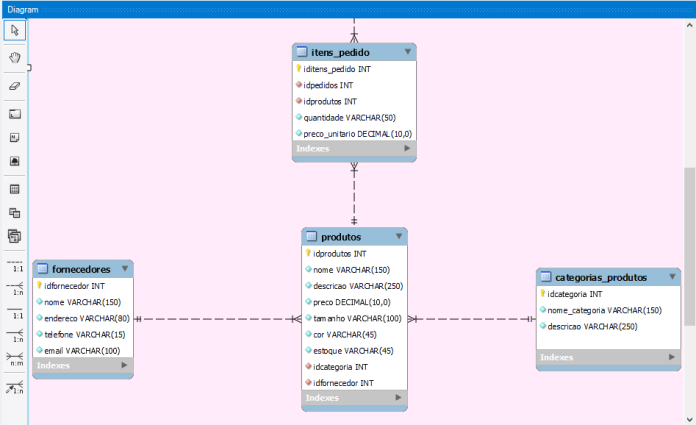 Diagram
itens_pedido
iditens_pedido INT
idpedidos INT
idprodutos INT
quantidade VARCHAR(50)
preco_unitario DECIMAL(10,0)
Indexes
produtos
idprodutos INT
nome VARCHAR(150)
descricao VARCHAR(250)
preco DECIMAL(10,0)
tamanho VARCHAR(100)
cor VARCHAR(45)
estoque VARCHAR(45)
idcategoria INT
idfornecedor INT
Indexes
fornecedores
idfornecedor INT
nome VARCHAR(150)
endereco VARCHAR(80)
telefone VARCHAR(15)
email VARCHAR(100)
Indexes
categorias_produtos
idcategoria INT
nome_categoria VARCHAR(150)
descricao VARCHAR(250)
Indexes
1:1
1:n
1:1
1:n
n:m
1:n